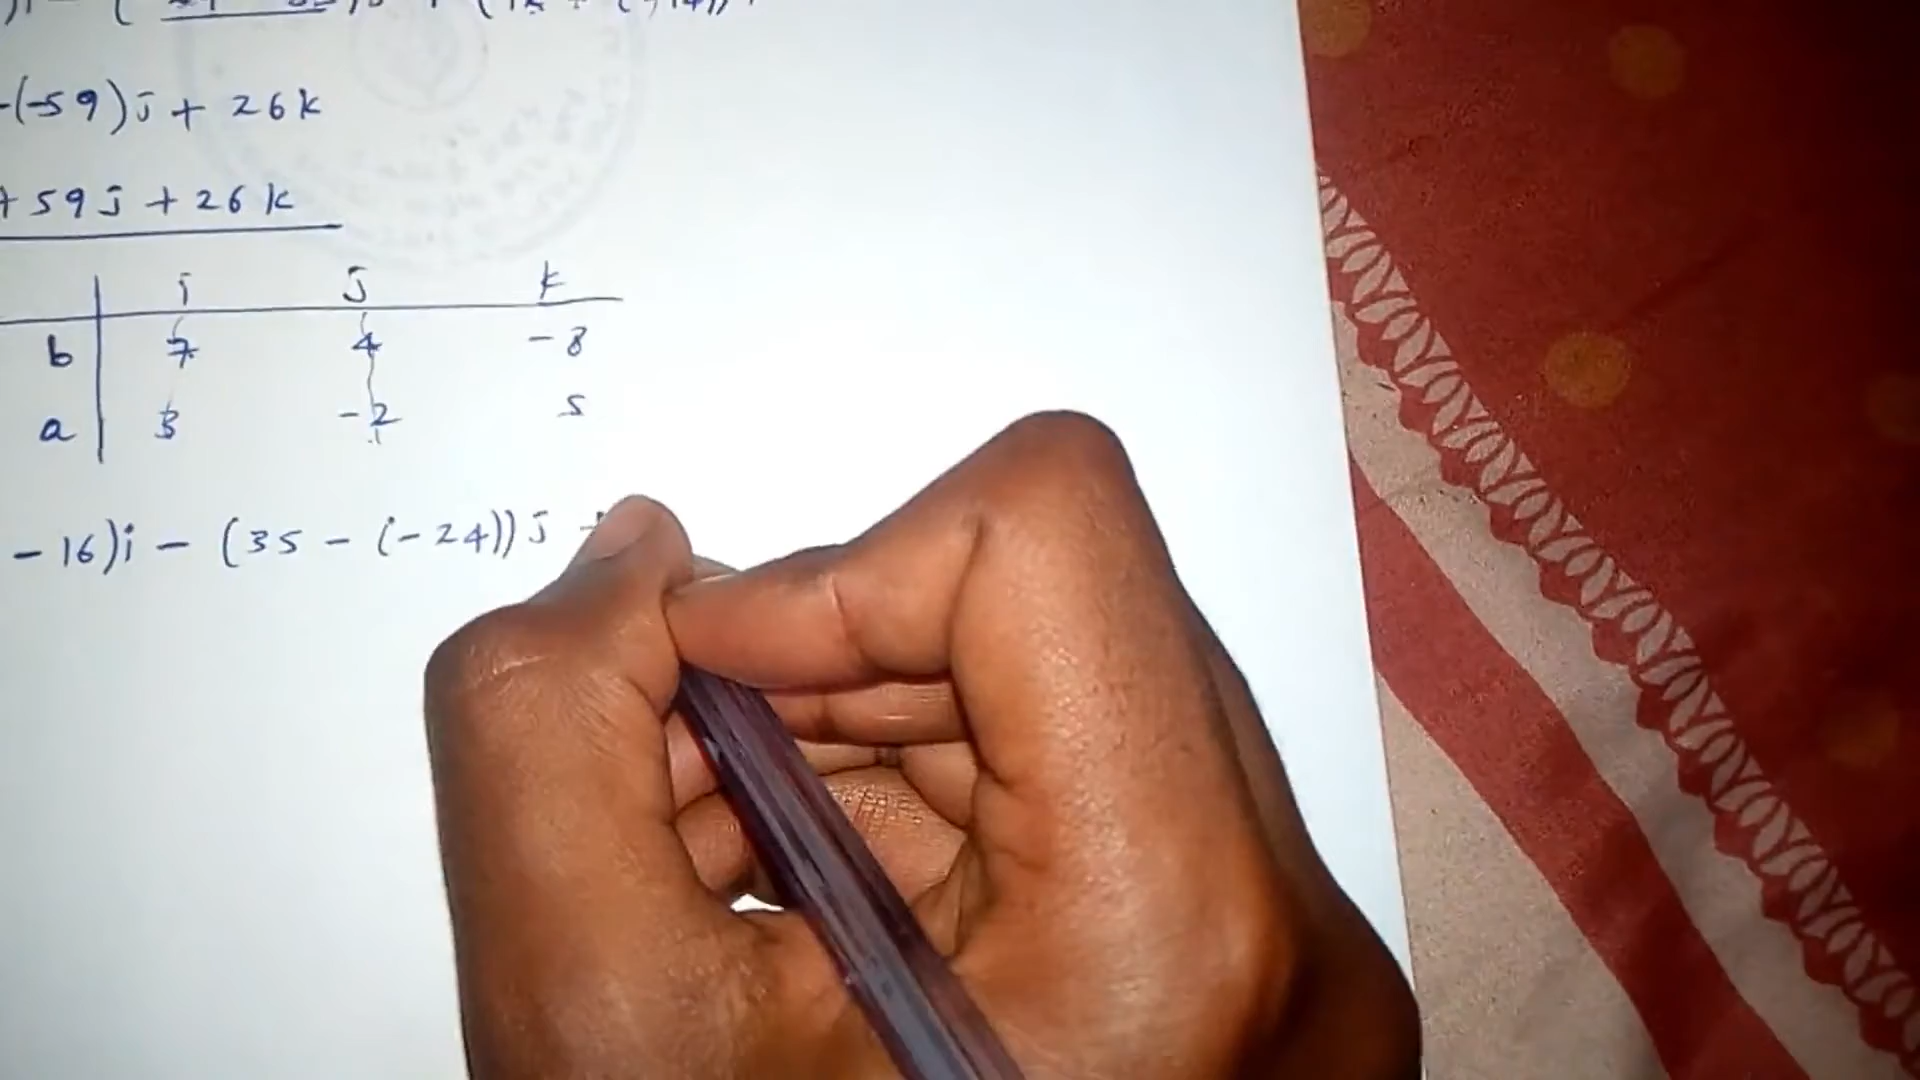 -(-59)j + 26k
+ 59j + 26k
i j k
b 7 4 -8
a 3 -2 5
- 16)i - (35 - (-24))j +